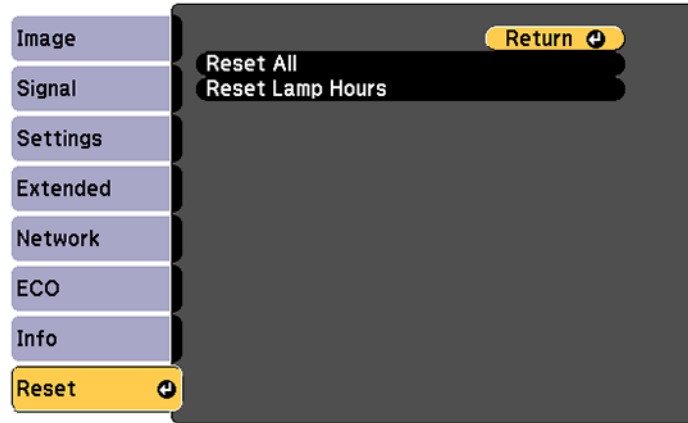 Image
Signal
Settings
Extended
Network
ECO
Info
Reset
Return
Reset All
Reset Lamp Hours